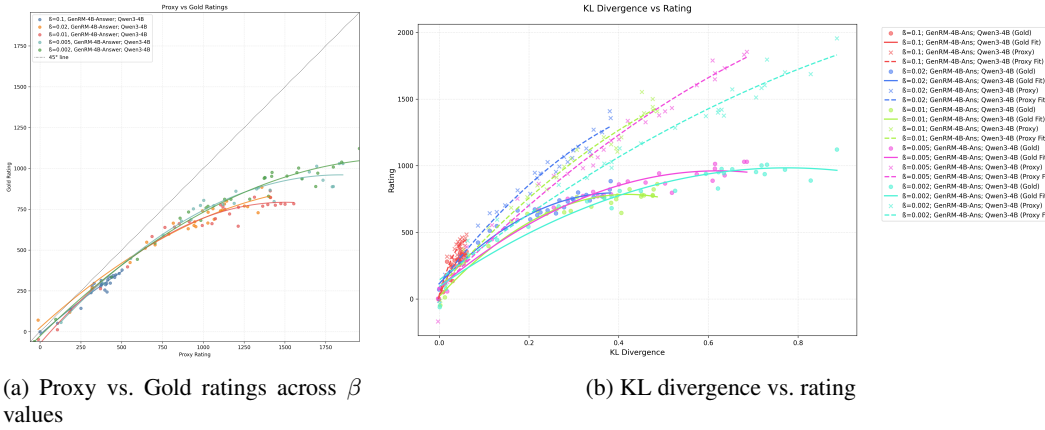 Proxy vs Gold Ratings
ß=0.1, GenRM-4B-Answer; Qwen3-4B
ß=0.02, GenRM-4B-Answer; Qwen3-4B
ß=0.01, GenRM-4B-Answer; Qwen3-4B
ß=0.005, GenRM-4B-Answer; Qwen3-4B
ß=0.002, GenRM-4B-Answer; Qwen3-4B
45° line
Gold Rating
1750
1500
1250
1000
750
500
250
0
0 250 500 750 1000 1250 1500 1750
Proxy Rating
(a) Proxy vs. Gold ratings across β
values
KL Divergence vs Rating
Rating
2000
1500
1000
500
0
0.0 0.2 0.4 0.6 0.8
KL Divergence
ß=0.1; GenRM-4B-Ans; Qwen3-4B (Gold)
ß=0.1; GenRM-4B-Ans; Qwen3-4B (Gold Fit)
ß=0.1; GenRM-4B-Ans; Qwen3-4B (Proxy)
ß=0.1; GenRM-4B-Ans; Qwen3-4B (Proxy Fit)
ß=0.02; GenRM-4B-Ans; Qwen3-4B (Gold)
ß=0.02; GenRM-4B-Ans; Qwen3-4B (Gold Fit)
ß=0.02; GenRM-4B-Ans; Qwen3-4B (Proxy)
ß=0.02; GenRM-4B-Ans; Qwen3-4B (Proxy Fit
ß=0.01; GenRM-4B-Ans; Qwen3-4B (Gold)
ß=0.01; GenRM-4B-Ans; Qwen3-4B (Gold Fit)
ß=0.01; GenRM-4B-Ans; Qwen3-4B (Proxy)
ß=0.01; GenRM-4B-Ans; Qwen3-4B (Proxy Fit
ß=0.005; GenRM-4B-Ans; Qwen3-4B (Gold)
ß=0.005; GenRM-4B-Ans; Qwen3-4B (Gold Fit
ß=0.005; GenRM-4B-Ans; Qwen3-4B (Proxy)
ß=0.005; GenRM-4B-Ans; Qwen3-4B (Proxy F
ß=0.002; GenRM-4B-Ans; Qwen3-4B (Gold)
ß=0.002; GenRM-4B-Ans; Qwen3-4B (Gold Fit
ß=0.002; GenRM-4B-Ans; Qwen3-4B (Proxy)
ß=0.002; GenRM-4B-Ans; Qwen3-4B (Proxy F
(b) KL divergence vs. rating